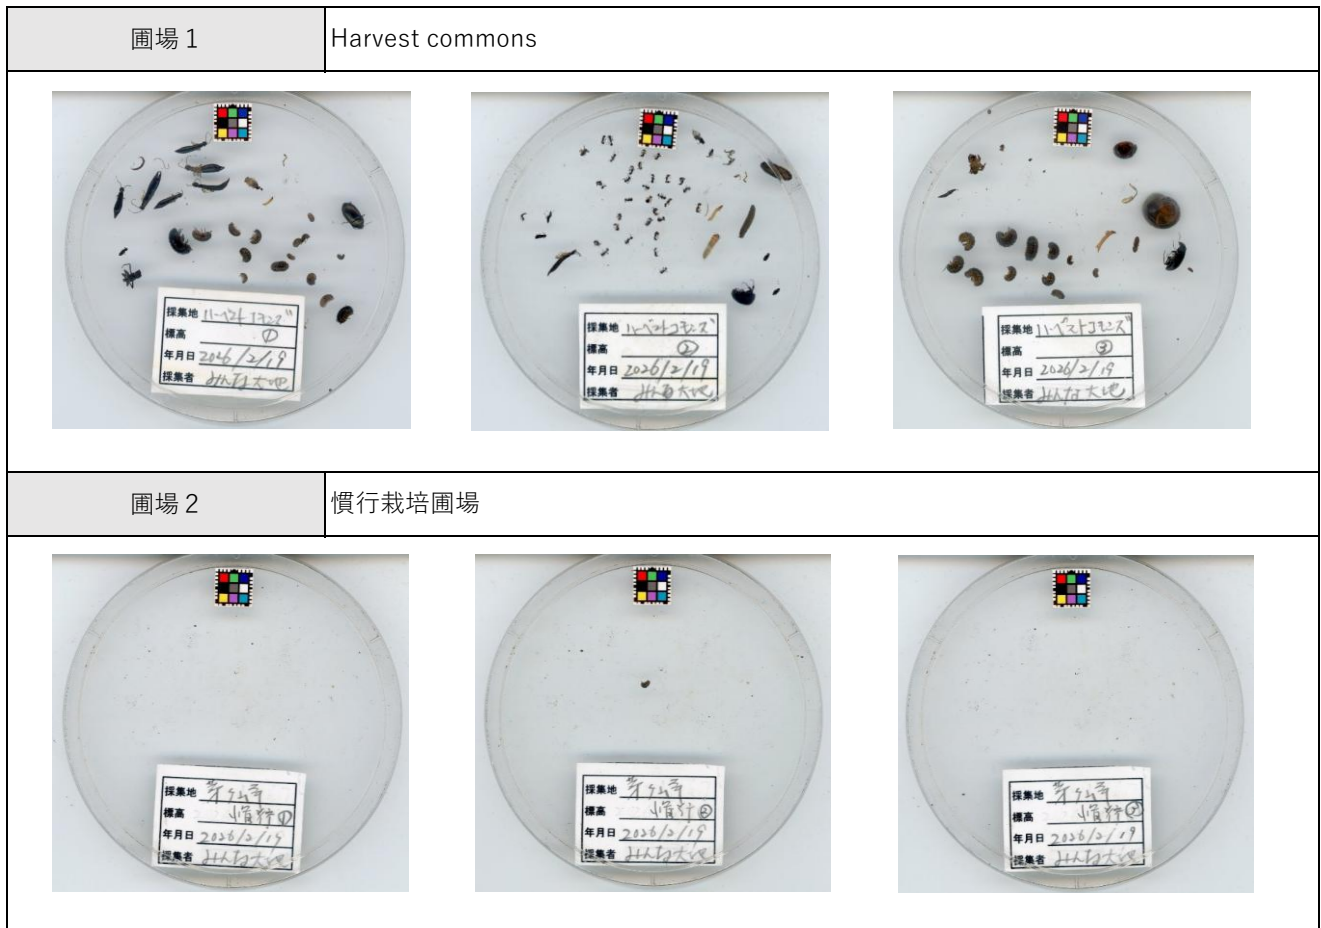 圃場１
Harvest commons
採集地 ハーベストコモンズ
標高 ①
年月日 2026/2/19
採集者 みんな大地
採集地 ハーベストコモンズ
標高 ②
年月日 2026/2/19
採集者 みんな大地
採集地 ハーベストコモンズ
標高 ③
年月日 2026/2/19
採集者 みんな大地
圃場２
慣行栽培圃場
採集地
標高 慣行①
年月日 2026/2/19
採集者 みんな大地
採集地
標高 慣行②
年月日 2026/2/19
採集者 みんな大地
採集地
標高 慣行
年月日 2026/2/19
採集者 みんな大地